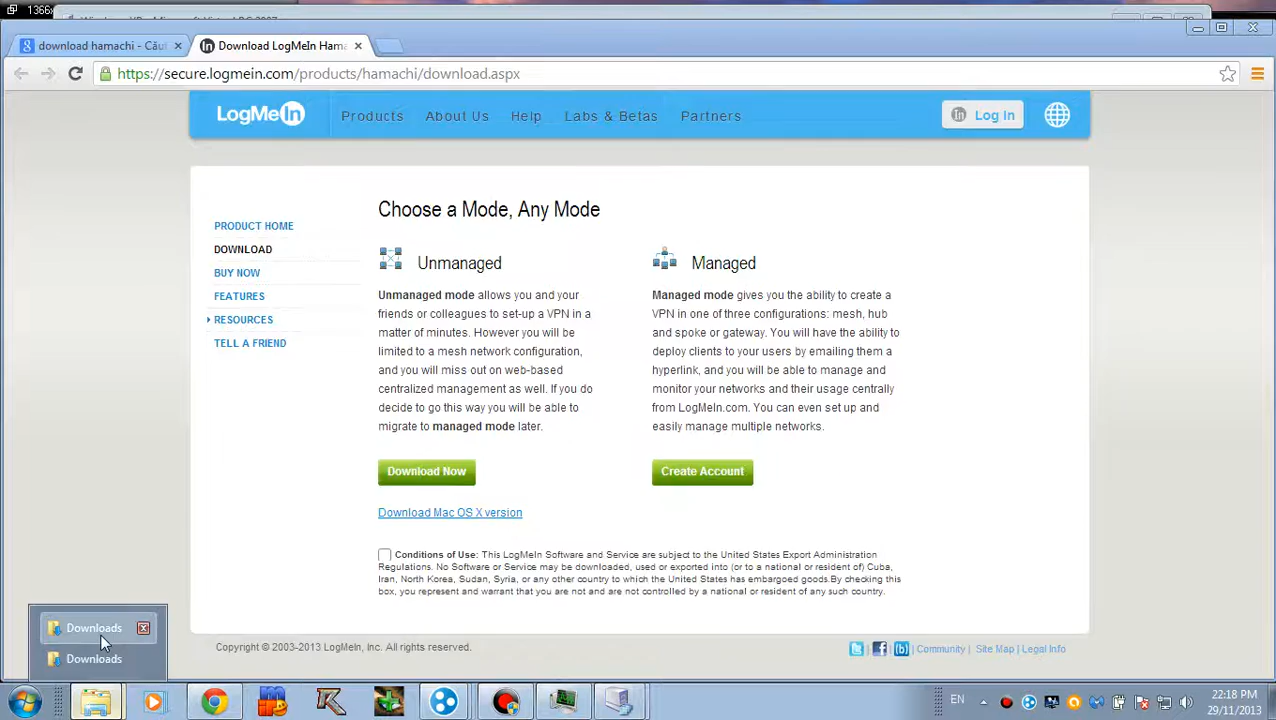 1366x
download hamachi - Cău
Download LogMeIn Hama
https://secure.logmein.com/products/hamachi/download.aspx
LogMeIn
Products
About Us
Help
Labs & Betas
Partners
in
Log In
PRODUCT HOME
DOWNLOAD
BUY NOW
FEATURES
RESOURCES
TELL A FRIEND
Choose a Mode, Any Mode
Unmanaged
Unmanaged mode allows you and your
friends or colleagues to set-up a VPN in a
matter of minutes. However you will be
limited to a mesh network configuration,
and you will miss out on web-based
centralized management as well. If you do
decide to go this way you will be able to
migrate to managed mode later.
Download Now
Download Mac OS X version
Managed
Managed mode gives you the ability to create a
VPN in one of three configurations: mesh, hub
and spoke or gateway. You will have the ability to
deploy clients to your users by emailing them a
hyperlink, and you will be able to manage and
monitor your networks and their usage centrally
from LogMeIn.com. You can even set up and
easily manage multiple networks.
Create Account
Conditions of Use: This LogMeIn Software and Service are subject to the United States Export Administration
Regulations. No Software or Service may be downloaded, used or exported into (or to a national or resident of) Cuba,
Iran, North Korea, Sudan, Syria, or any other country to which the United States has embargoed goods.By checking this
box, you represent and warrant that you are not and are not controlled by a national or resident of any such country.
Copyright © 2003-2013 LogMeIn, Inc. All rights reserved.
Community | Site Map | Legal Info
Downloads
Downloads
EN
22:18 PM
29/11/2013